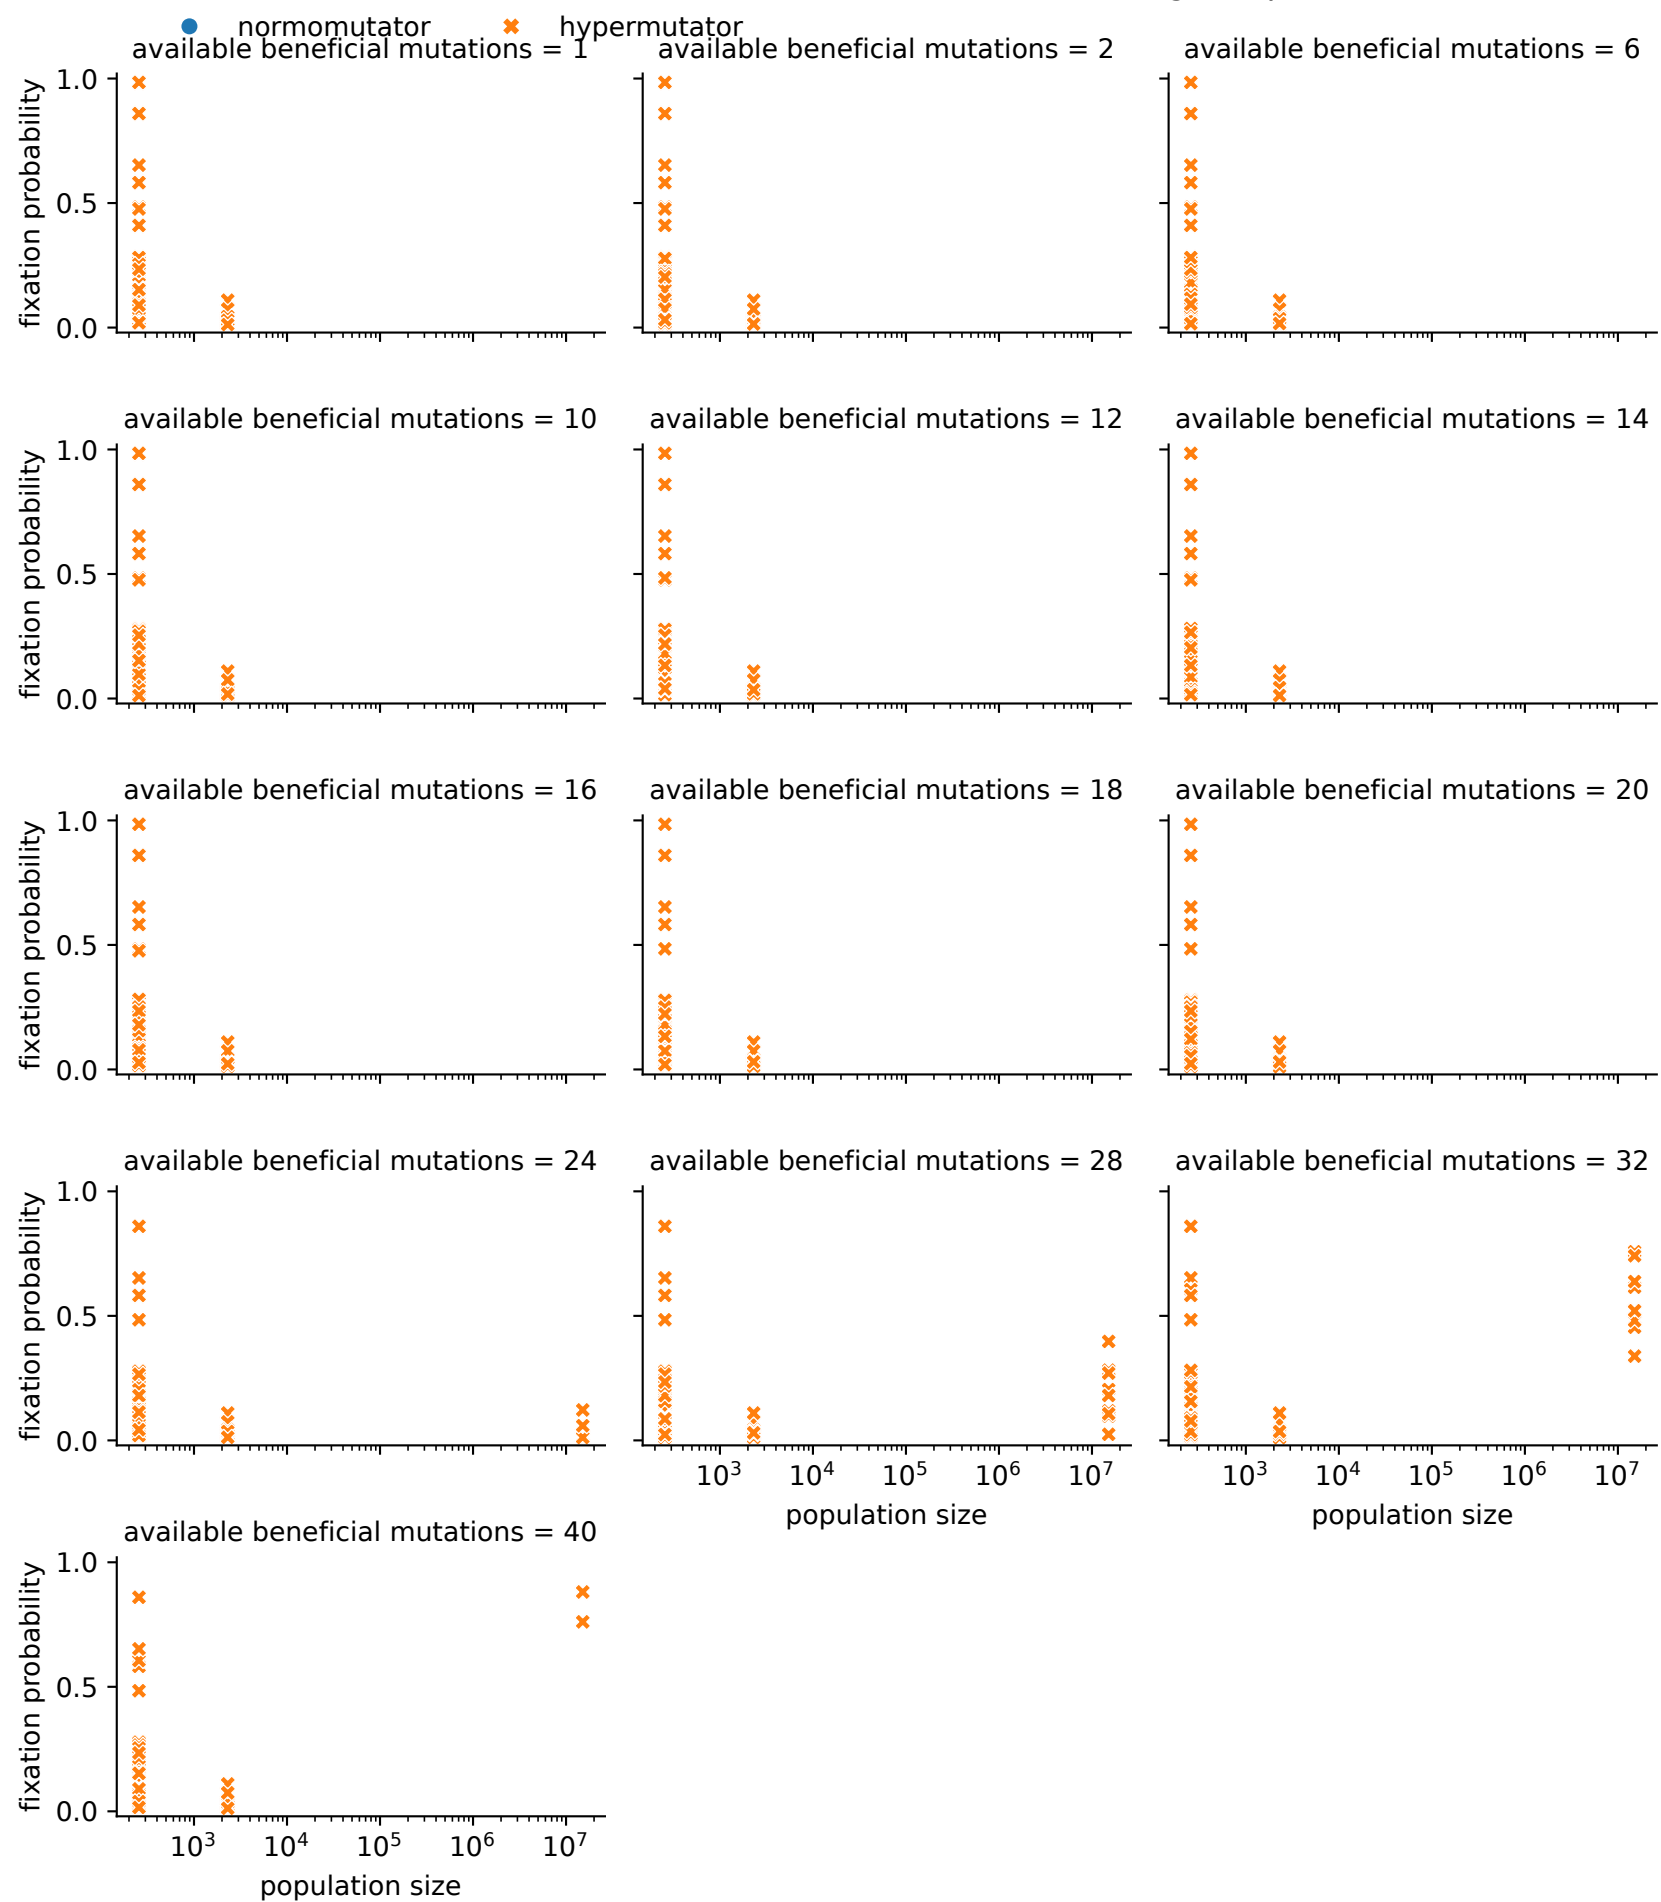 normomutator hypermutator
available beneficial mutations = 1 available beneficial mutations = 2 available beneficial mutations = 6
fixation probability
1.0
0.5
0.0
available beneficial mutations = 10 available beneficial mutations = 12 available beneficial mutations = 14
fixation probability
1.0
0.5
0.0
available beneficial mutations = 16 available beneficial mutations = 18 available beneficial mutations = 20
fixation probability
1.0
0.5
0.0
available beneficial mutations = 24 available beneficial mutations = 28 available beneficial mutations = 32
fixation probability
1.0
0.5
0.0
10³ 10⁴ 10⁵ 10⁶ 10⁷ 10³ 10⁴ 10⁵ 10⁶ 10⁷
population size population size
available beneficial mutations = 40
fixation probability
1.0
0.5
0.0
10³ 10⁴ 10⁵ 10⁶ 10⁷
population size